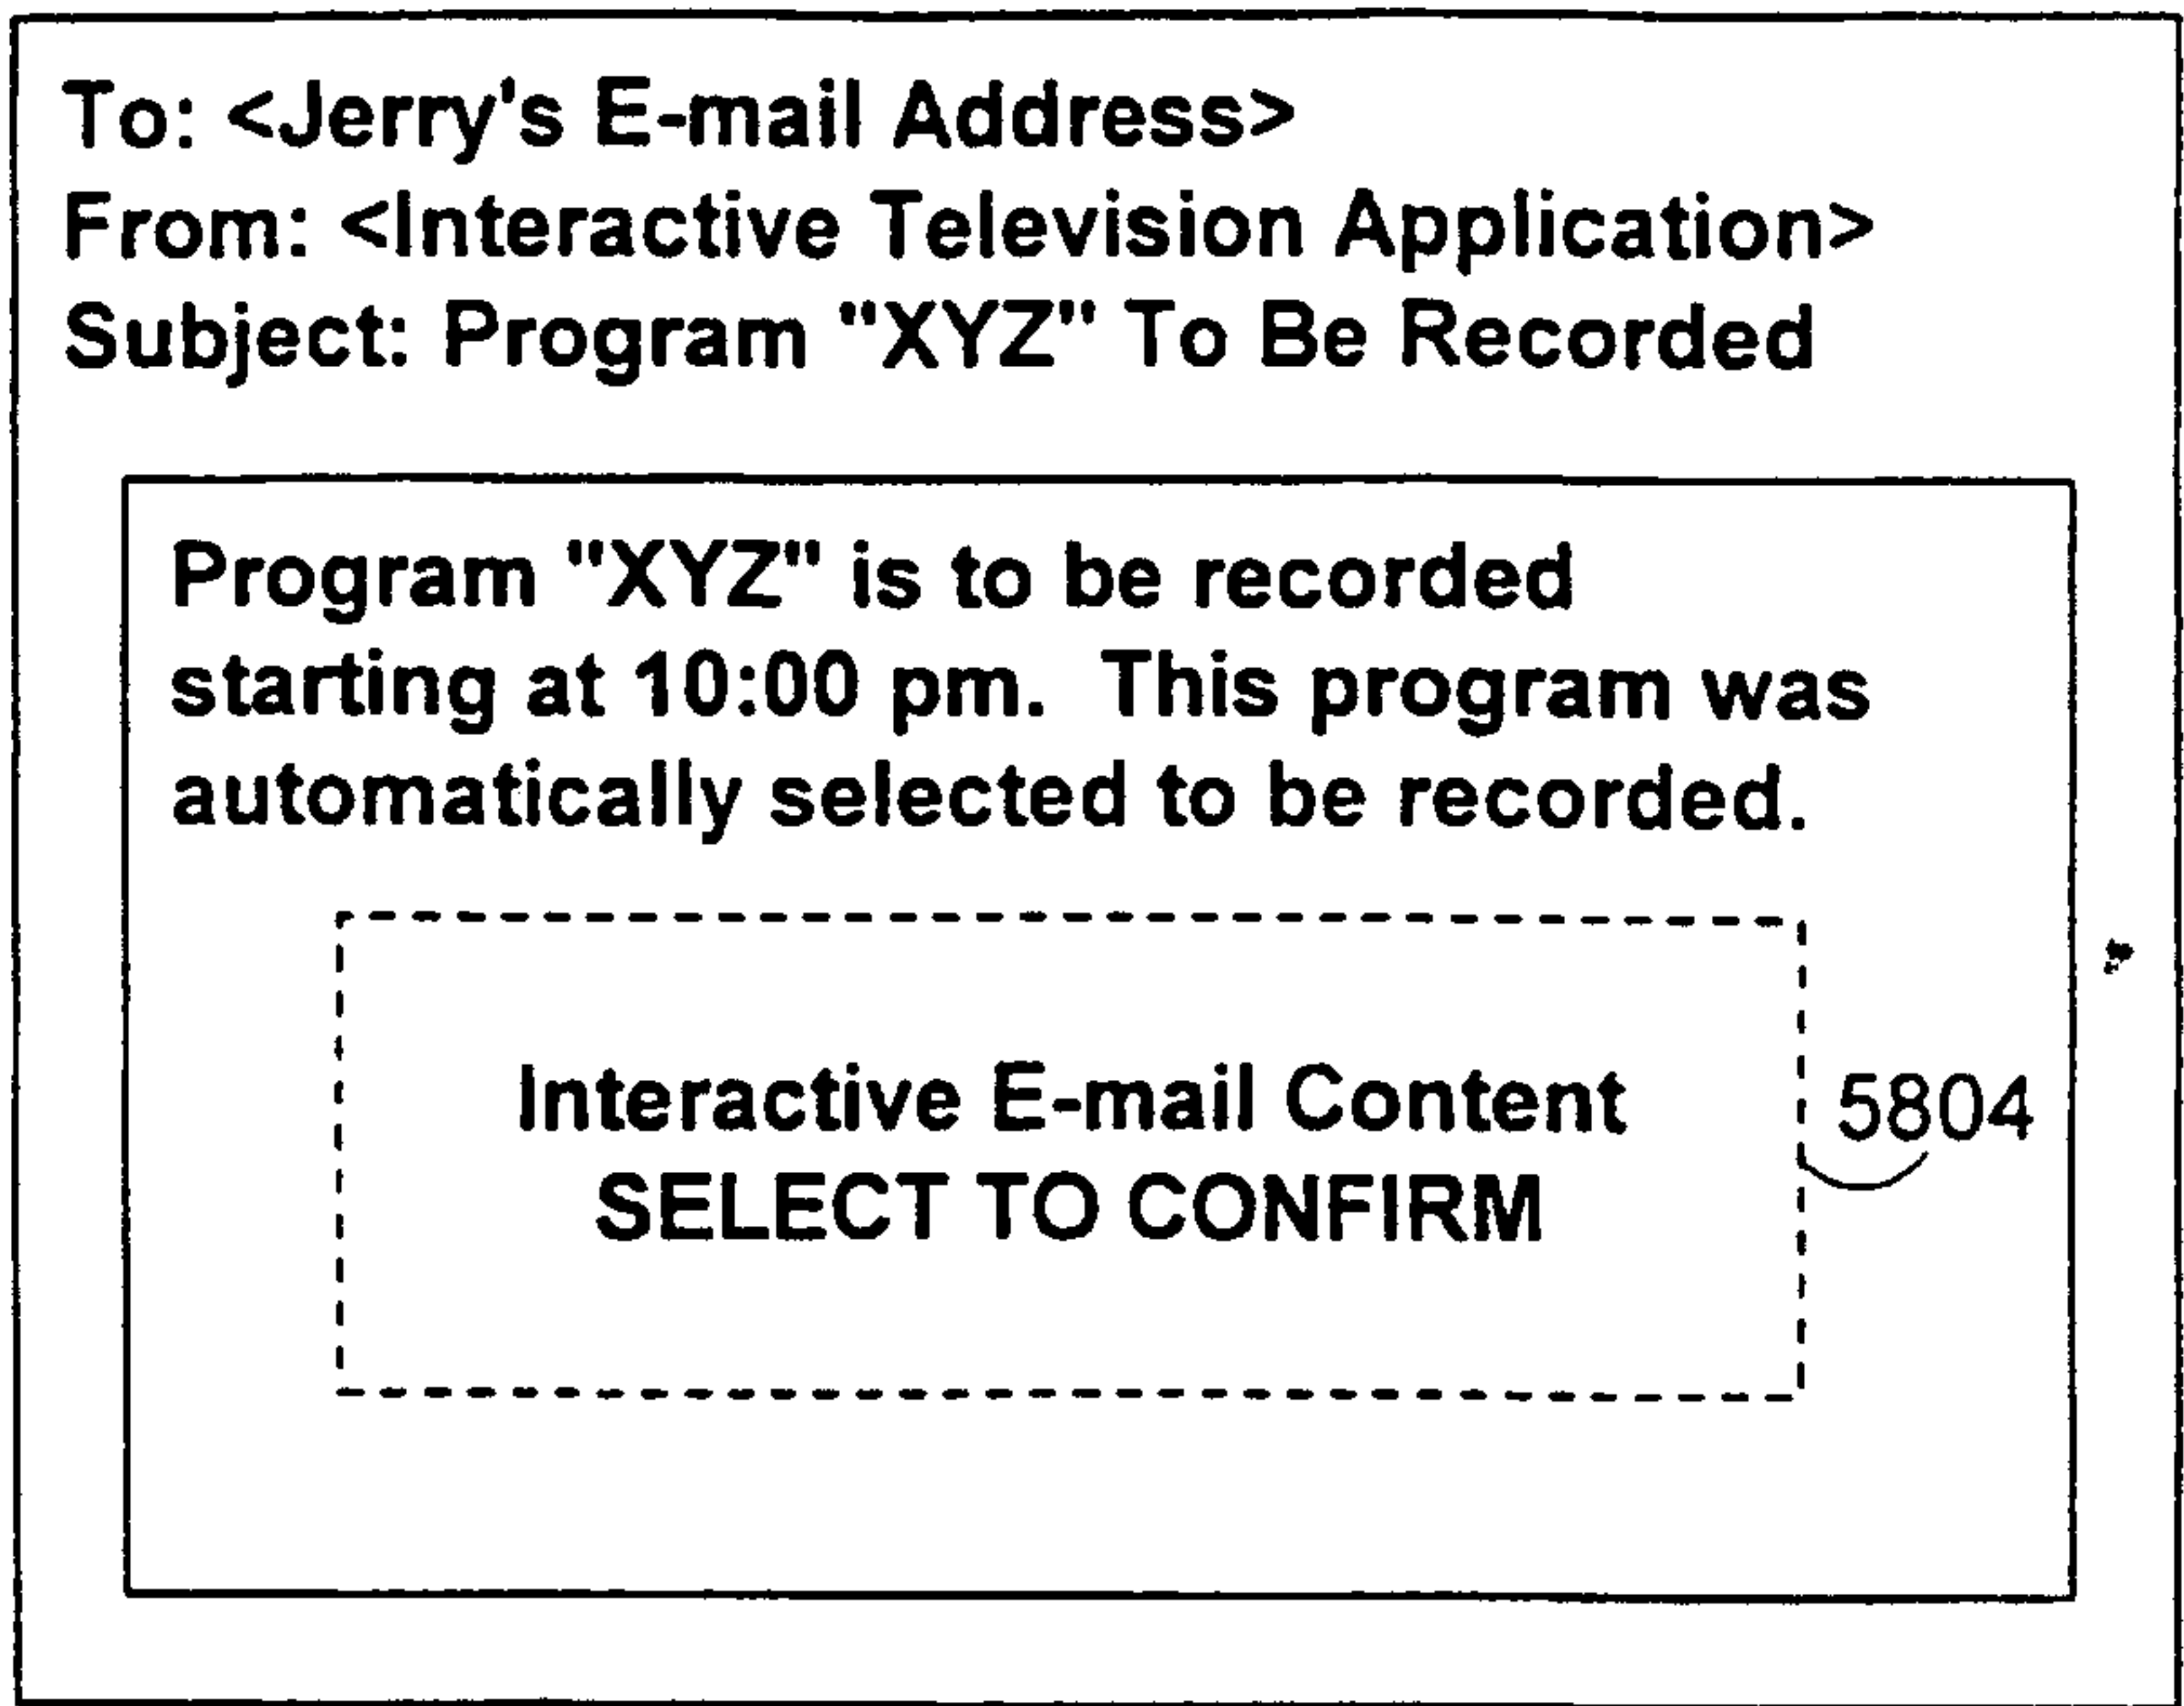 To: <Jerry's E-mail Address>
From: <Interactive Television Application>
Subject: Program "XYZ" To Be Recorded
Program "XYZ" is to be recorded
starting at 10:00 pm.  This program was
automatically selected to be recorded.
Interactive E-mail Content
SELECT TO CONFIRM
5804